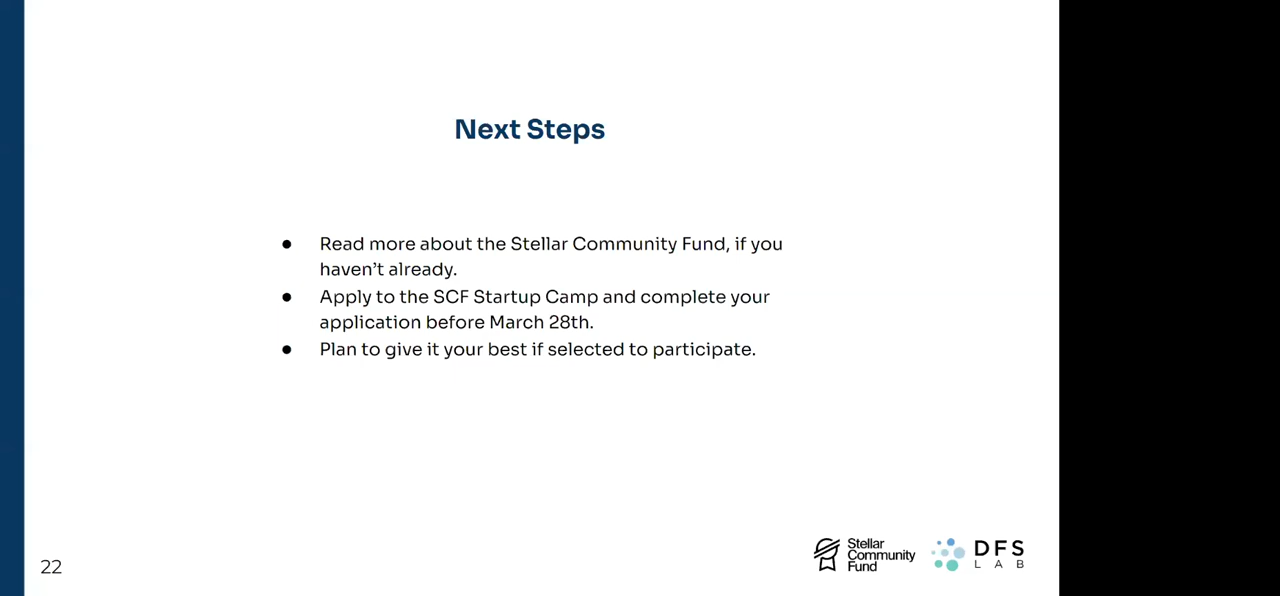 Next Steps
● Read more about the Stellar Community Fund, if you
haven’t already.
● Apply to the SCF Startup Camp and complete your
application before March 28th.
● Plan to give it your best if selected to participate.
22
Stellar
Community
Fund
DFS
LAB